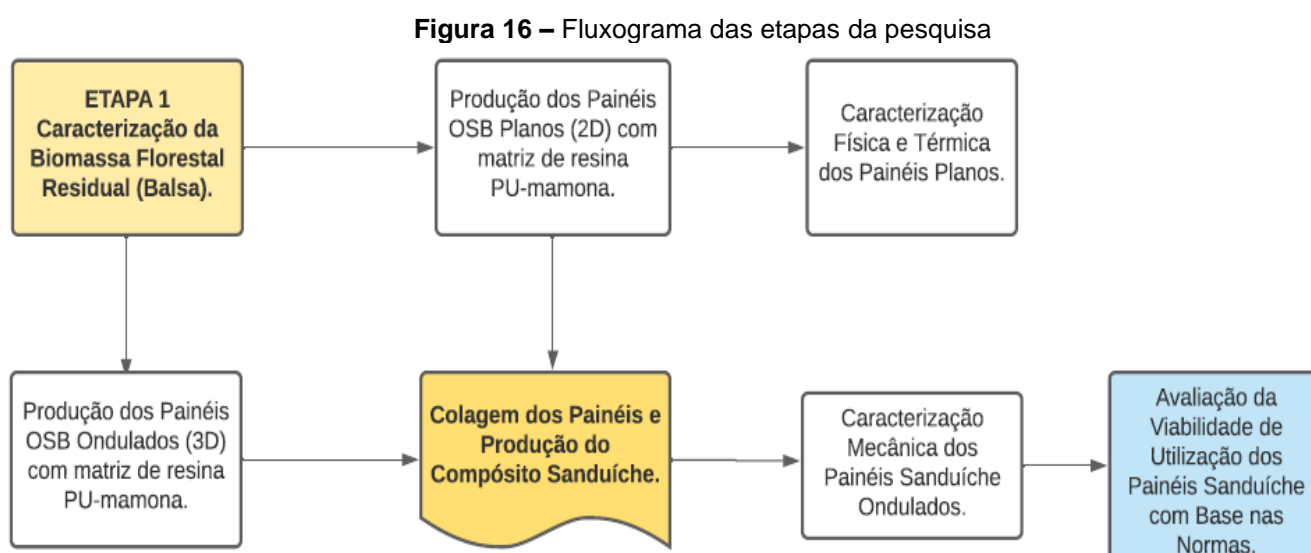 Figura 16 – Fluxograma das etapas da pesquisa
ETAPA 1
Caracterização da
Biomassa Florestal
Residual (Balsa).
Produção dos Painéis
OSB Planos (2D) com
matriz de resina
PU-mamona.
Caracterização
Física e Térmica
dos Painéis Planos.
Produção dos Painéis
OSB Ondulados (3D)
com matriz de resina
PU-mamona.
Colagem dos Painéis e
Produção do
Compósito Sanduíche.
Caracterização
Mecânica dos
Painéis Sanduíche
Ondulados.
Avaliação da
Viabilidade de
Utilização dos
Painéis Sanduíche
com Base nas
Normas.